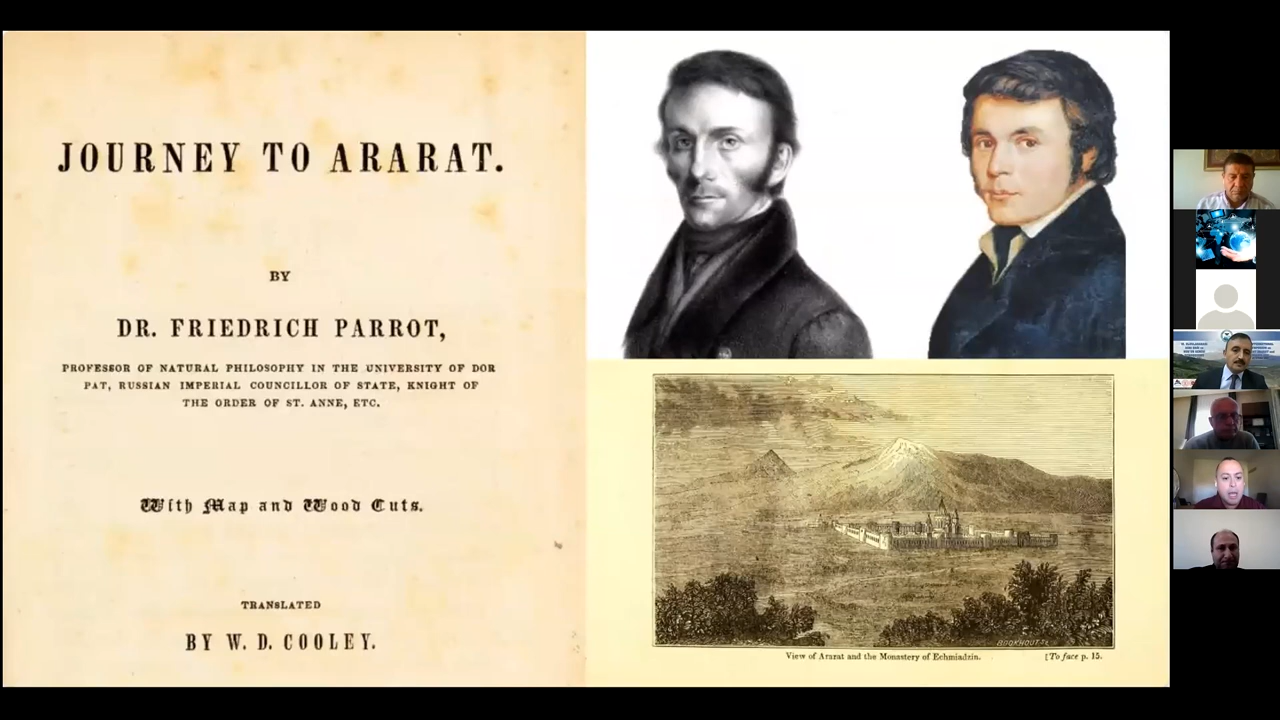 JOURNEY TO ARARAT.
BY
DR. FRIEDRICH PARROT,
PROFESSOR OF NATURAL PHILOSOPHY IN THE UNIVERSITY OF DOR
PAT, RUSSIAN IMPERIAL COUNCILLOR OF STATE, KNIGHT OF
THE ORDER OF ST. ANNE, ETC.
With Map and Wood Cuts.
TRANSLATED
BY W. D. COOLEY.
BOOKHOUT
View of Ararat and the Monastery of Echmiadzin.
[To face p. 15.